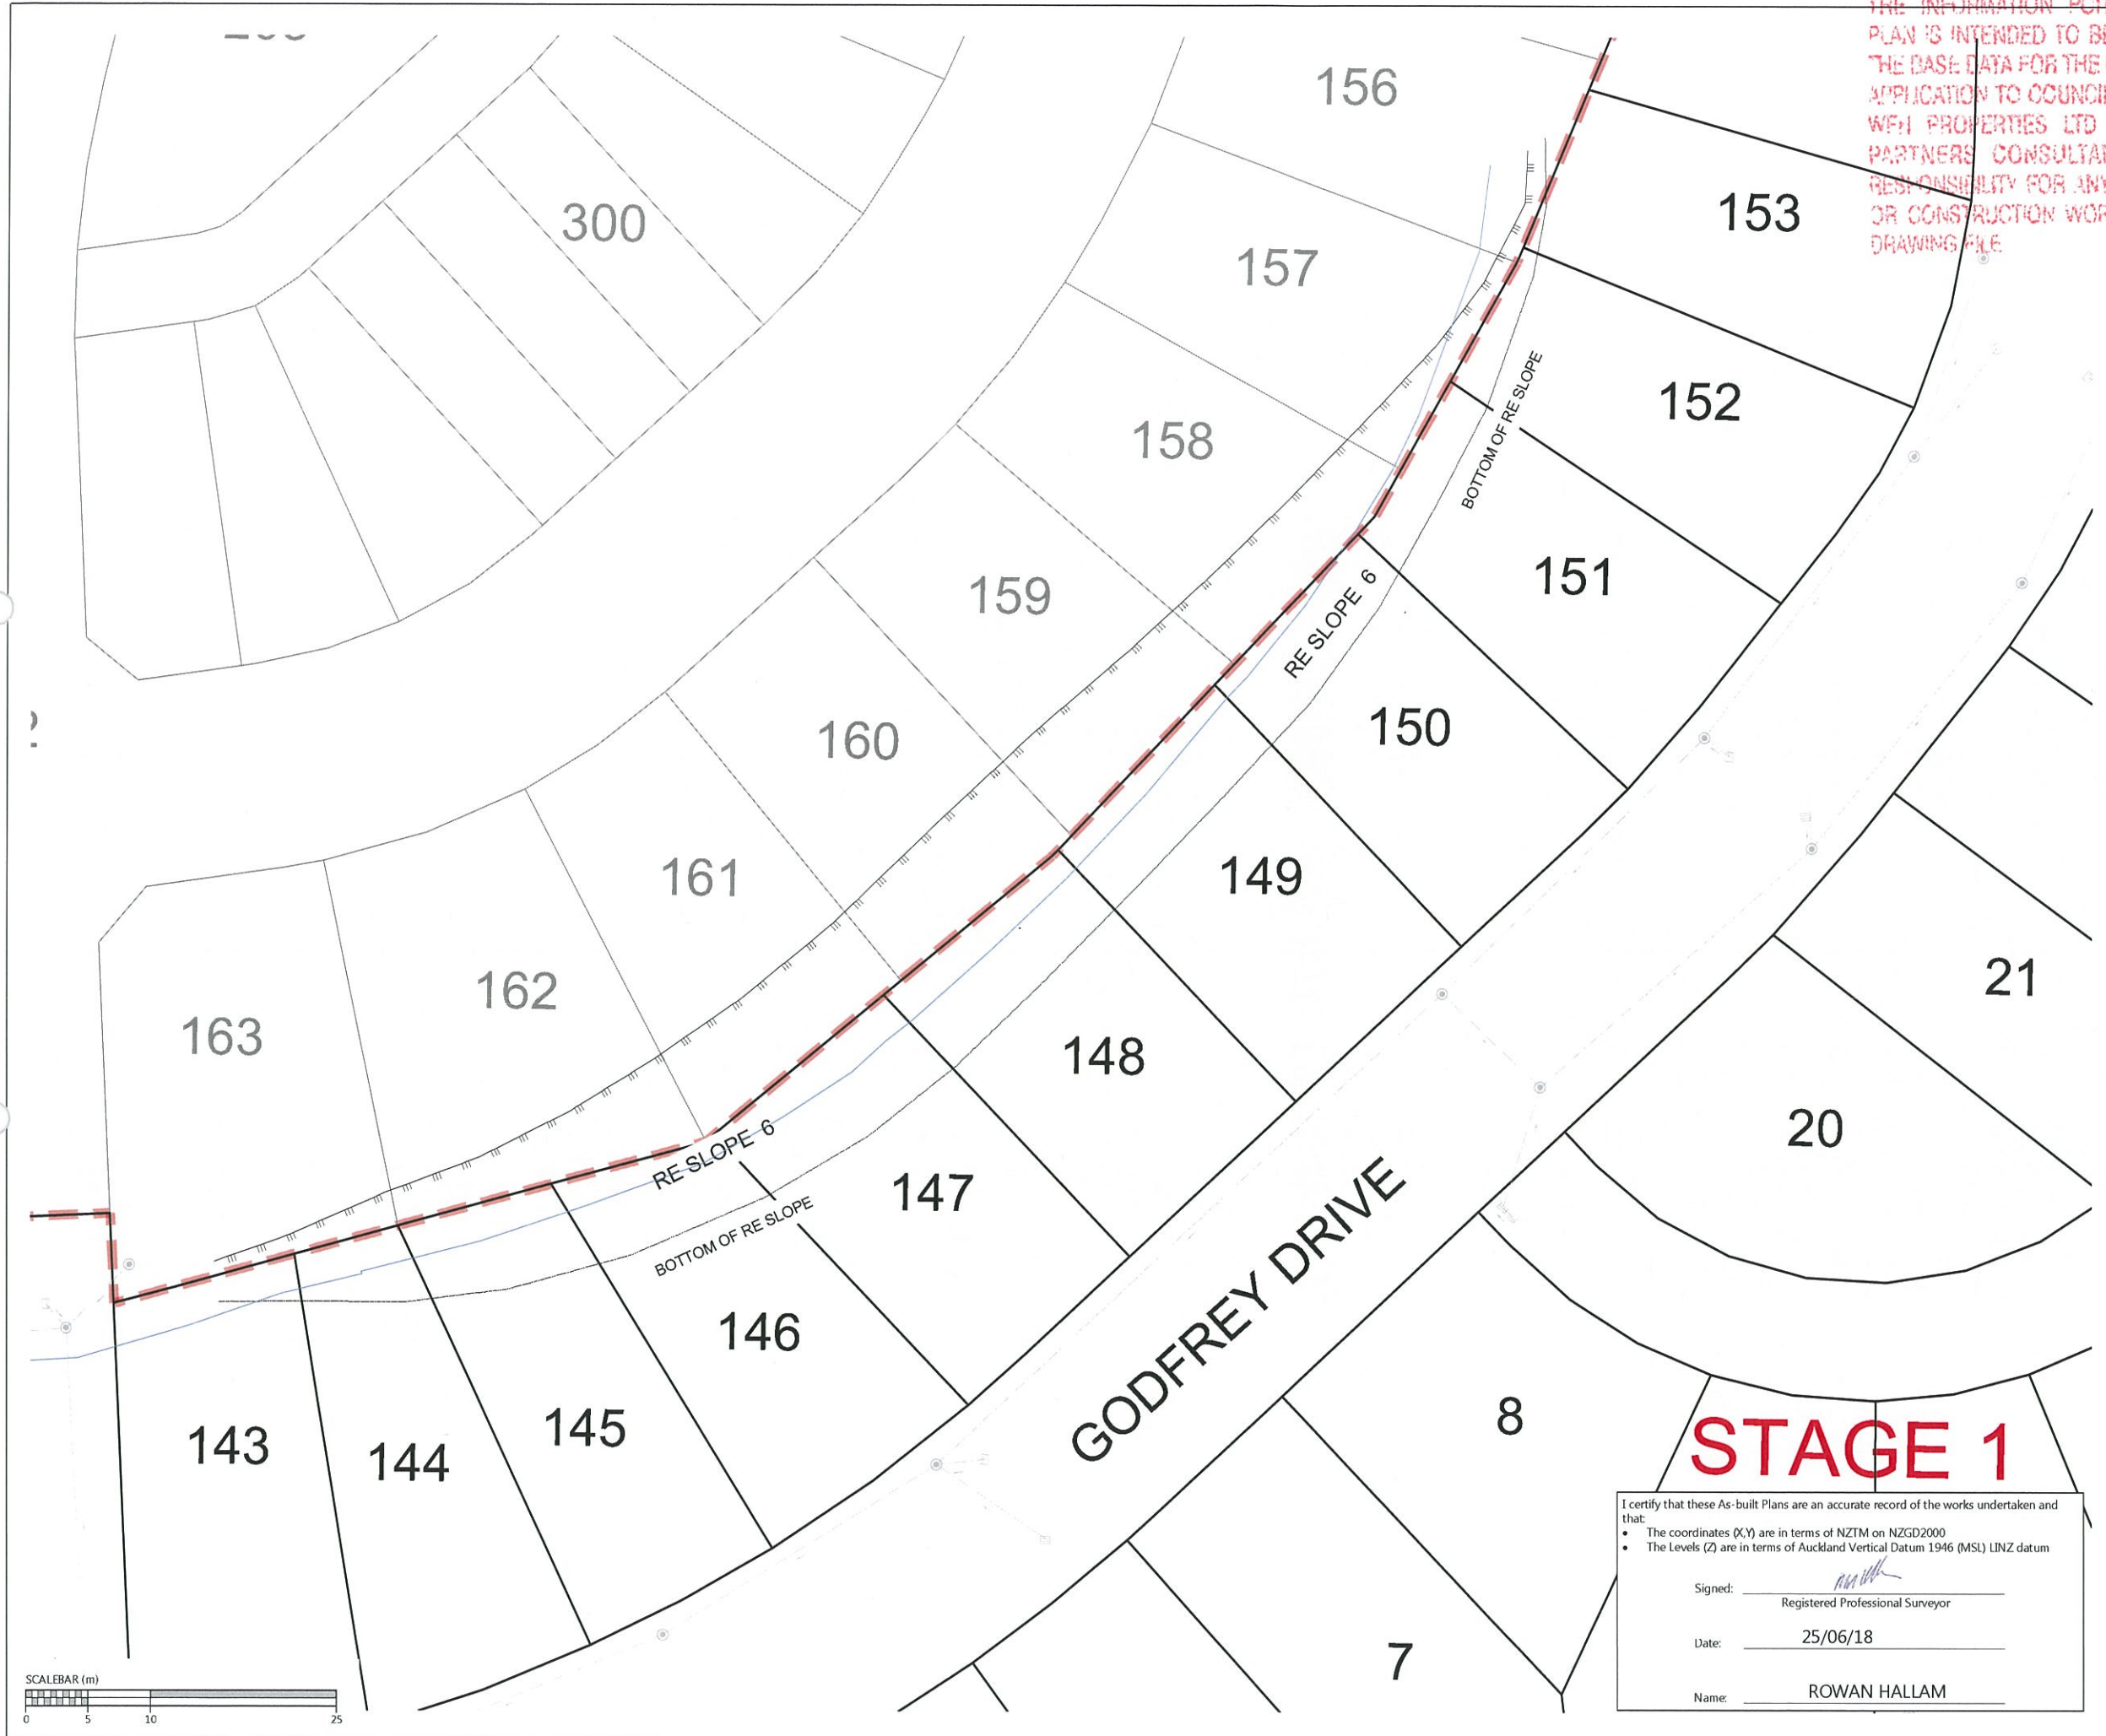 THE INFORMATION
PLAN IS INTENDED TO BE
THE BASE DATA FOR THE
APPLICATION TO COUNCIL
PROPERTIES LTD
PARTNERS
RESPONSIBILITY FOR ANY
OR CONSTRUCTION
DRAWING FILE
156
153
300
157
152
158
BOTTOM OF RE SLOPE
151
159
RE SLOPE 6
150
160
149
161
21
162
163
148
20
RE SLOPE 6
147
BOTTOM OF RE SLOPE
146
GODFREY DRIVE
8
145
143
144
STAGE 1
7
I certify that these As-built Plans are an accurate record of the works undertaken and
that:
• The coordinates (X,Y) are in terms of NZTM on NZGD2000
• The Levels (Z) are in terms of Auckland Vertical Datum 1946 (MSL) LINZ datum
Signed:
Registered Professional Surveyor
Date: 25/06/18
Name: ROWAN HALLAM
SCALEBAR (m)
0 5 10 25